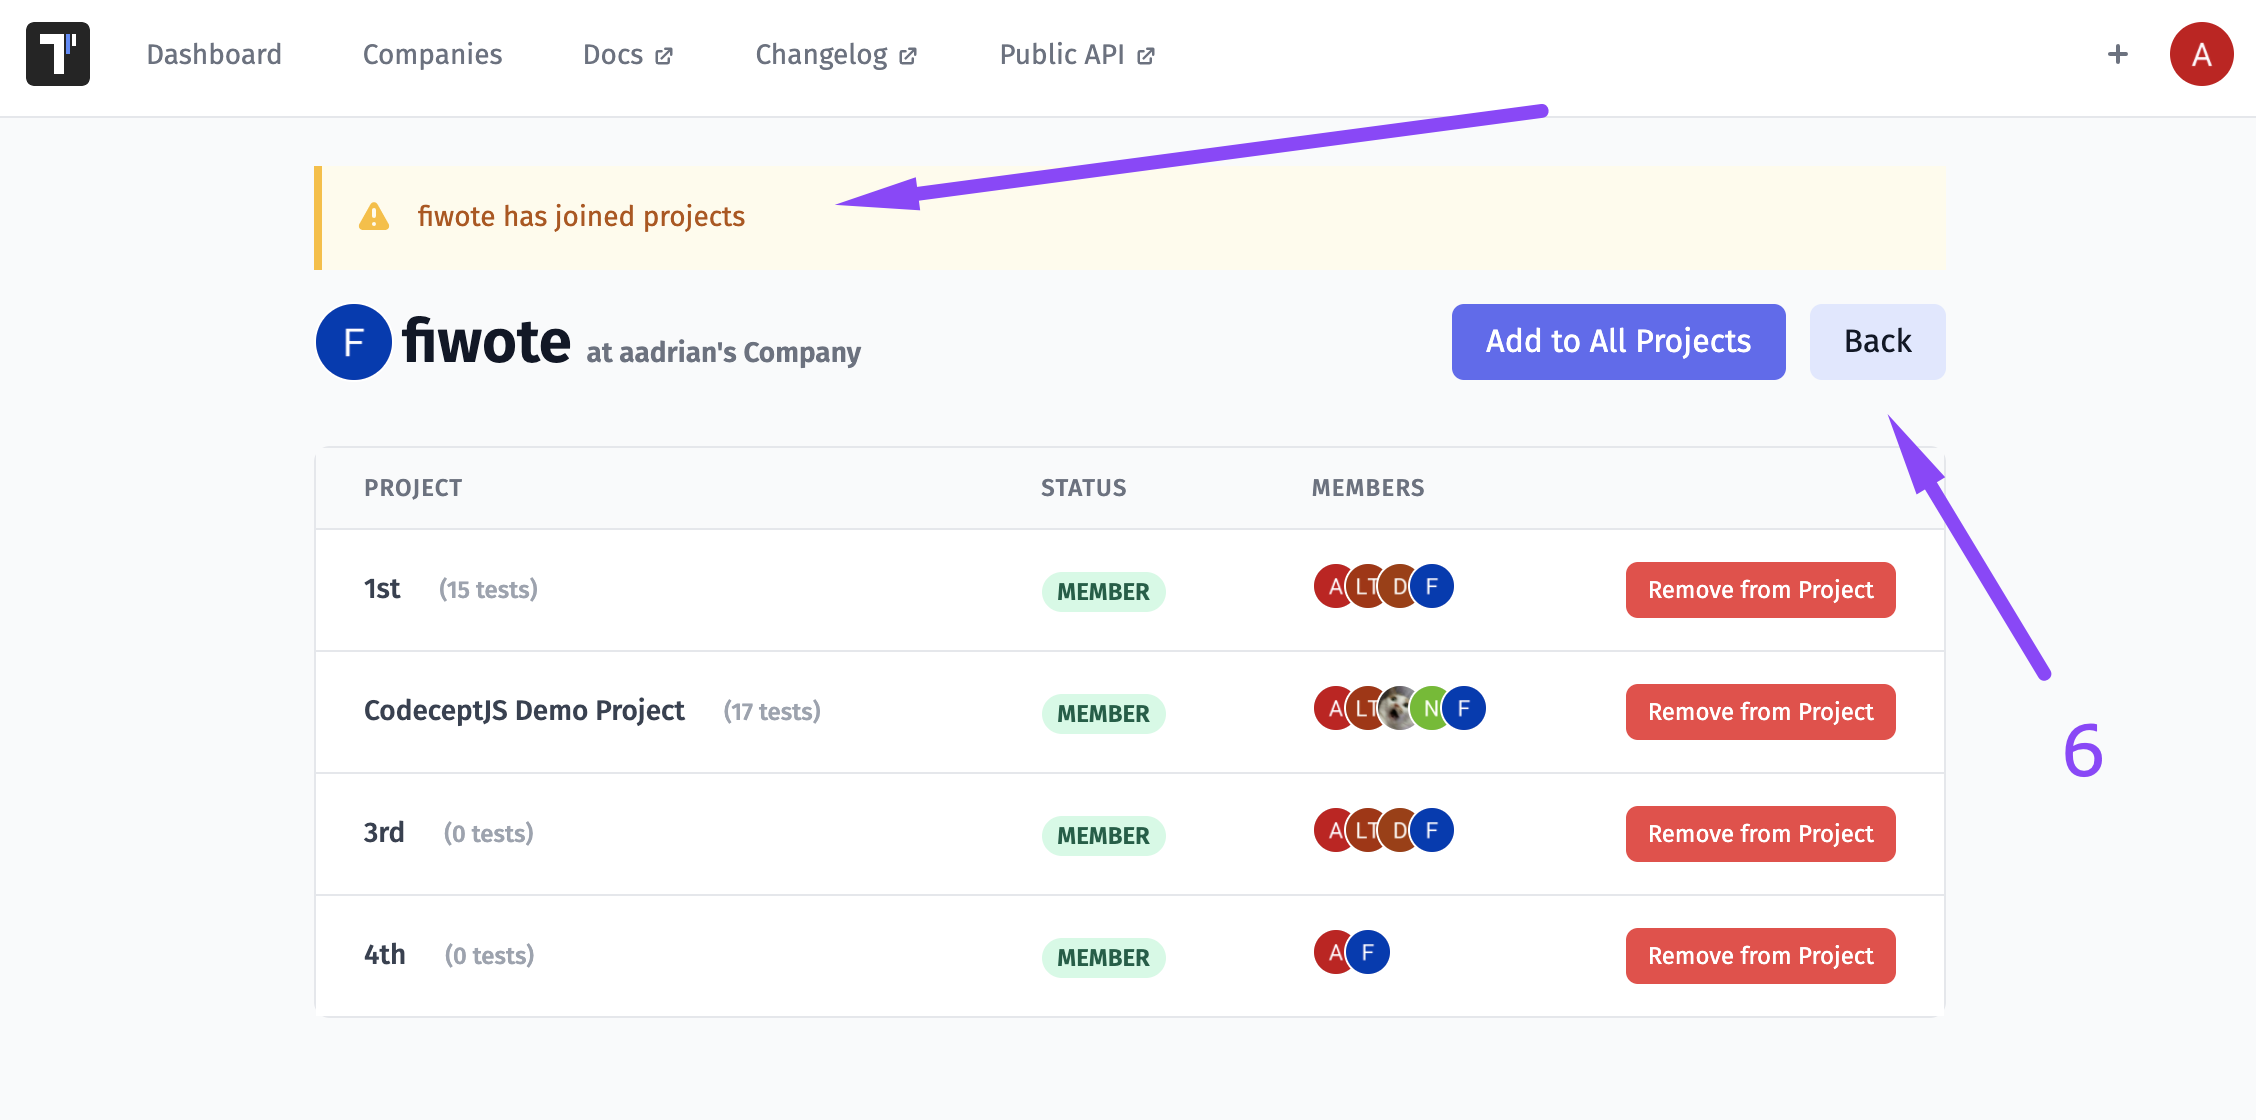 T
Dashboard Companies Docs Changelog Public API + A
fiwote has joined projects
F fiwote at aadrian's Company Add to All Projects Back
PROJECT STATUS MEMBERS
1st (15 tests) MEMBER A LT D F Remove from Project
CodeceptJS Demo Project (17 tests) MEMBER A LT N F Remove from Project
6
3rd (0 tests) MEMBER A LT D F Remove from Project
4th (0 tests) MEMBER A F Remove from Project